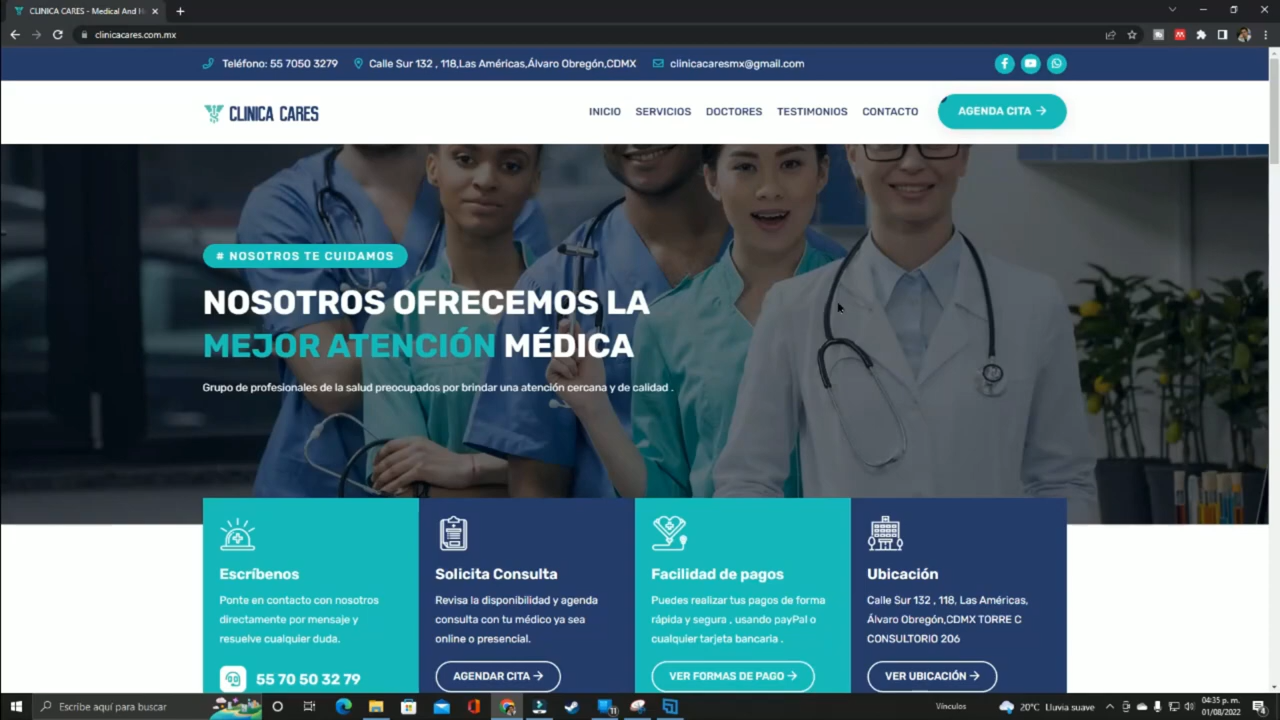 CLINICA CARES - Medical And H
clinicacares.com.mx
Teléfono: 55 7050 3279
Calle Sur 132 , 118,Las Américas,Álvaro Obregón,CDMX
clinicacaresmx@gmail.com
CLINICA CARES
INICIO
SERVICIOS
DOCTORES
TESTIMONIOS
CONTACTO
AGENDA CITA →
# NOSOTROS TE CUIDAMOS
NOSOTROS OFRECEMOS LA
MEJOR ATENCIÓN MÉDICA
Grupo de profesionales de la salud preocupados por brindar una atención cercana y de calidad .
Escríbenos
Ponte en contacto con nosotros
directamente por mensaje y
resuelve cualquier duda.
55 70 50 32 79
Solicita Consulta
Revisa la disponibilidad y agenda
consulta con tu médico ya sea
online o presencial.
AGENDAR CITA →
Facilidad de pagos
Puedes realizar tus pagos de forma
rápida y segura , usando payPal o
cualquier tarjeta bancaria .
VER FORMAS DE PAGO →
Ubicación
Calle Sur 132 , 118, Las Américas,
Álvaro Obregón,CDMX TORRE C
CONSULTORIO 206
VER UBICACIÓN →
Escribe aquí para buscar
Vínculos
20°C Lluvia suave
04:35 p. m.
01/08/2022